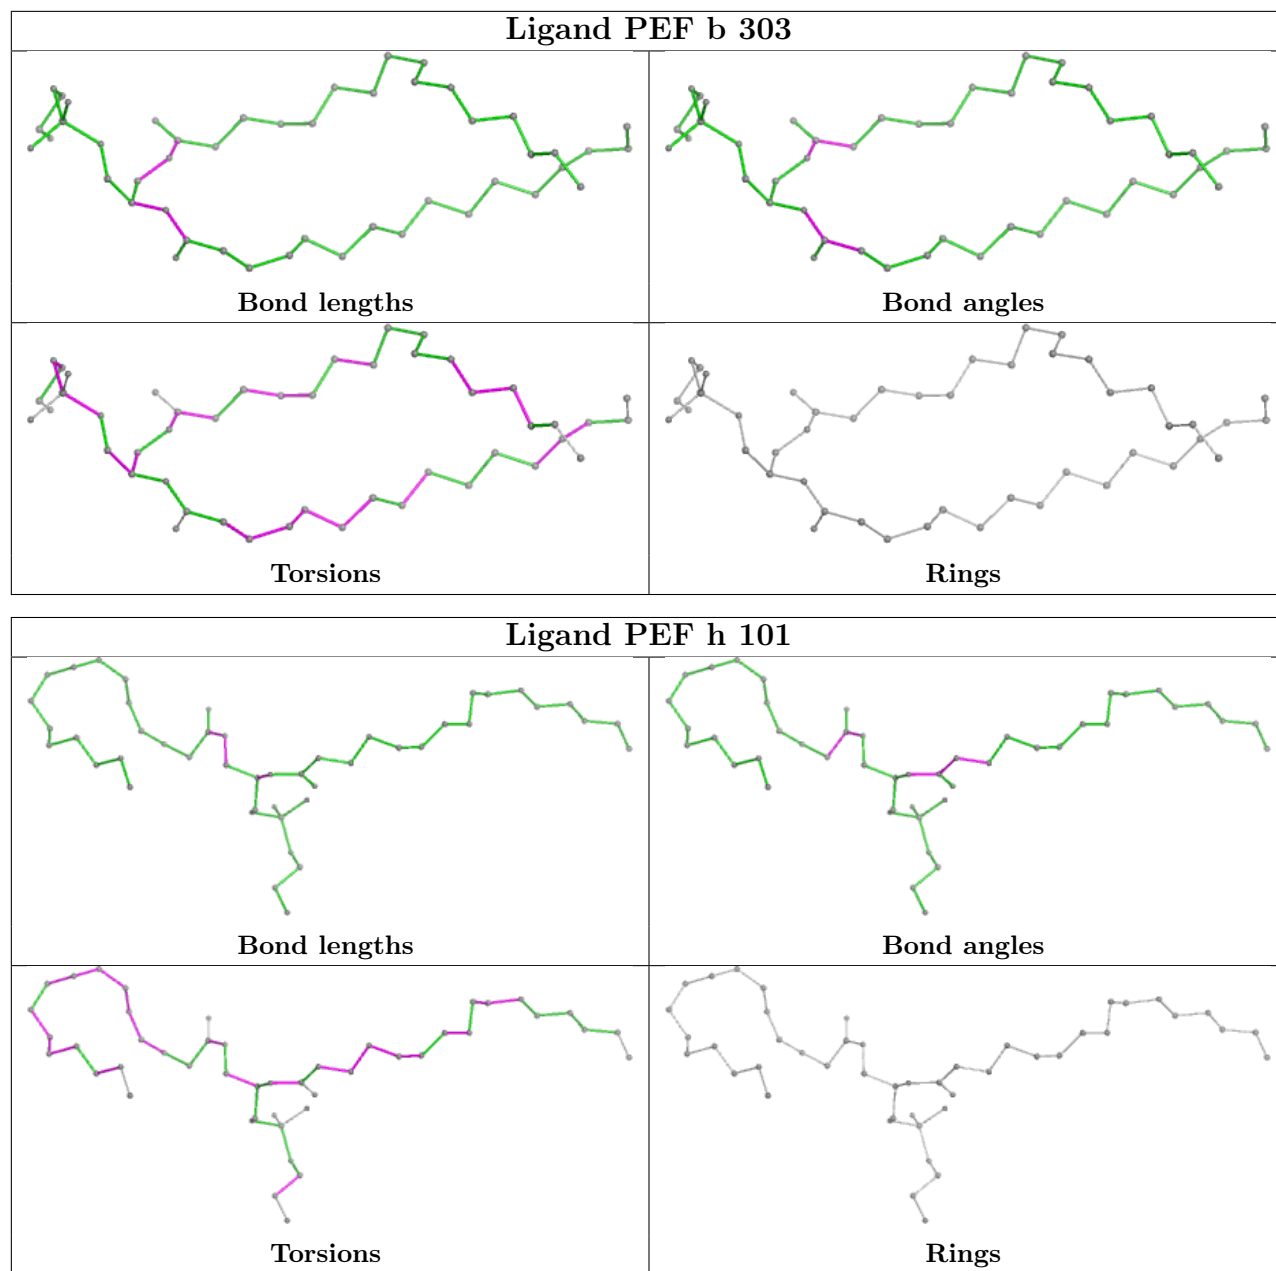 Ligand PEF b 303
Bond lengths
Bond angles
Torsions
Rings
Ligand PEF h 101
Bond lengths
Bond angles
Torsions
Rings